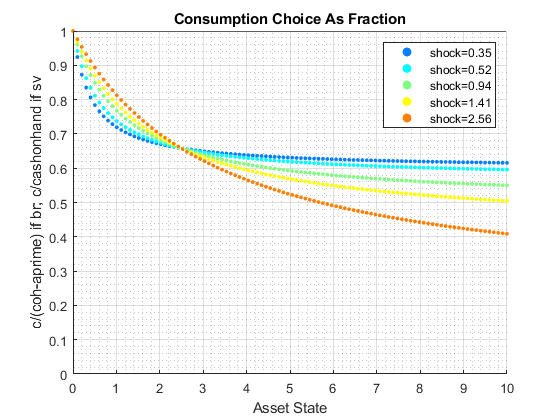 Consumption Choice As Fraction
c/(coh-aprime) if br, c/cashonhand if sv
1
0.9
0.8
0.7
0.6
0.5
0.4
0.3
0.2
0.1
0
shock=0.35
shock=0.52
shock=0.94
shock=1.41
shock=2.56
0 1 2 3 4 5 6 7 8 9 10
Asset State